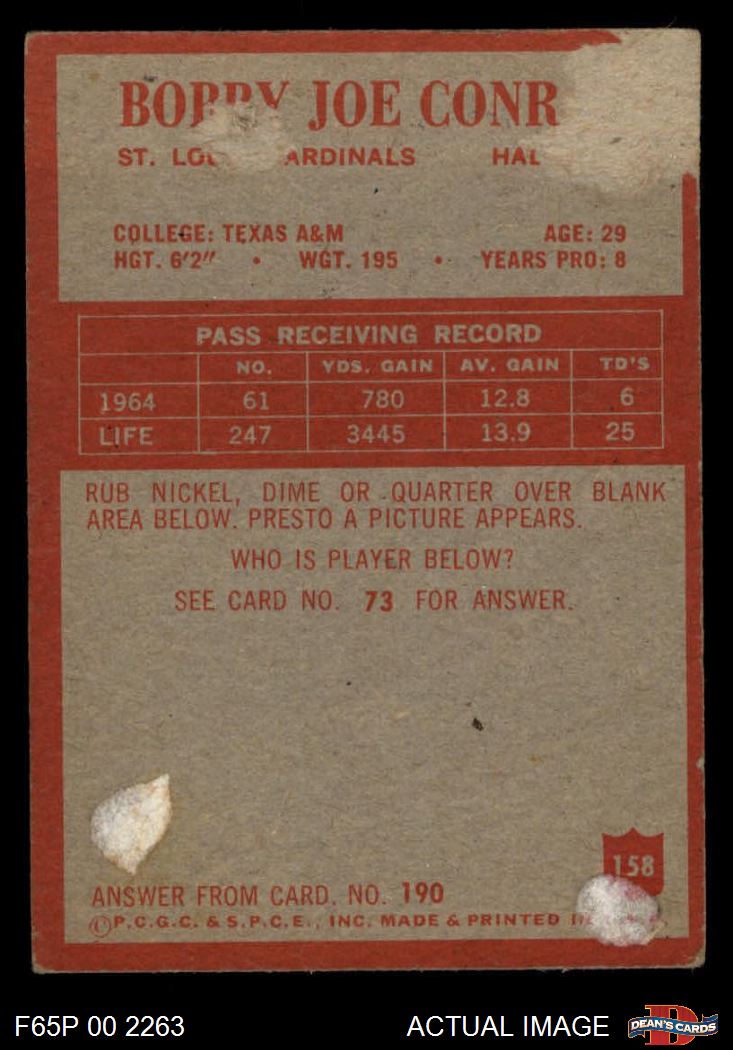 JOE CONR
ST. ARDINALS HAL
COLLEGE: TEXAS A&M AGE: 29
HGT. 6'2" • WGT. 195 • YEARS PRO: 8
PASS RECEIVING RECORD
NO. YDS. GAIN AV. GAIN TD'S
1964 61 780 12.8 6
LIFE 247 3445 13.9 25
RUB NICKEL, DIME OR QUARTER OVER BLANK
AREA BELOW. PRESTO A PICTURE APPEARS.
WHO IS PLAYER BELOW?
SEE CARD NO. 73 FOR ANSWER.
158
ANSWER FROM CARD. NO. 190
©P.C.G.C. & S.P.C.E., INC. MADE & PRINTED
F65P 00 2263 ACTUAL IMAGE D DEAN'S CARDS